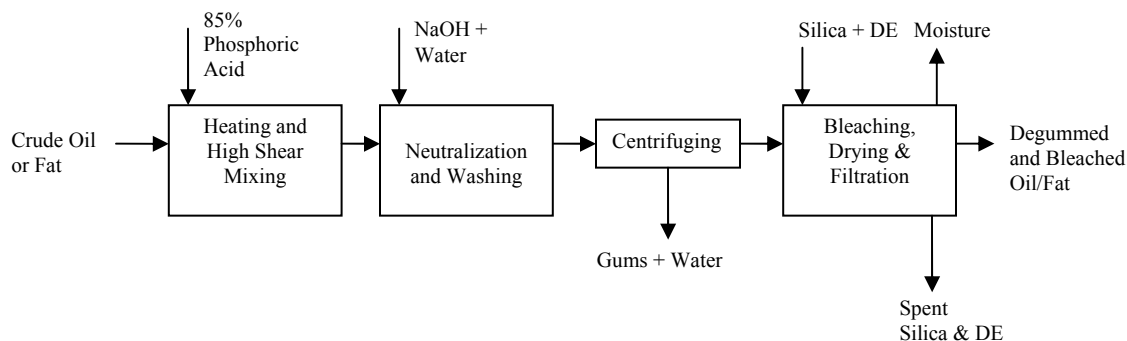 85%
Phosphoric
Acid
NaOH +
Water
Silica + DE
Moisture
Crude Oil
or Fat
Heating and
High Shear
Mixing
Neutralization
and Washing
Centrifuging
Bleaching,
Drying &
Filtration
Degummed
and Bleached
Oil/Fat
Gums + Water
Spent
Silica & DE